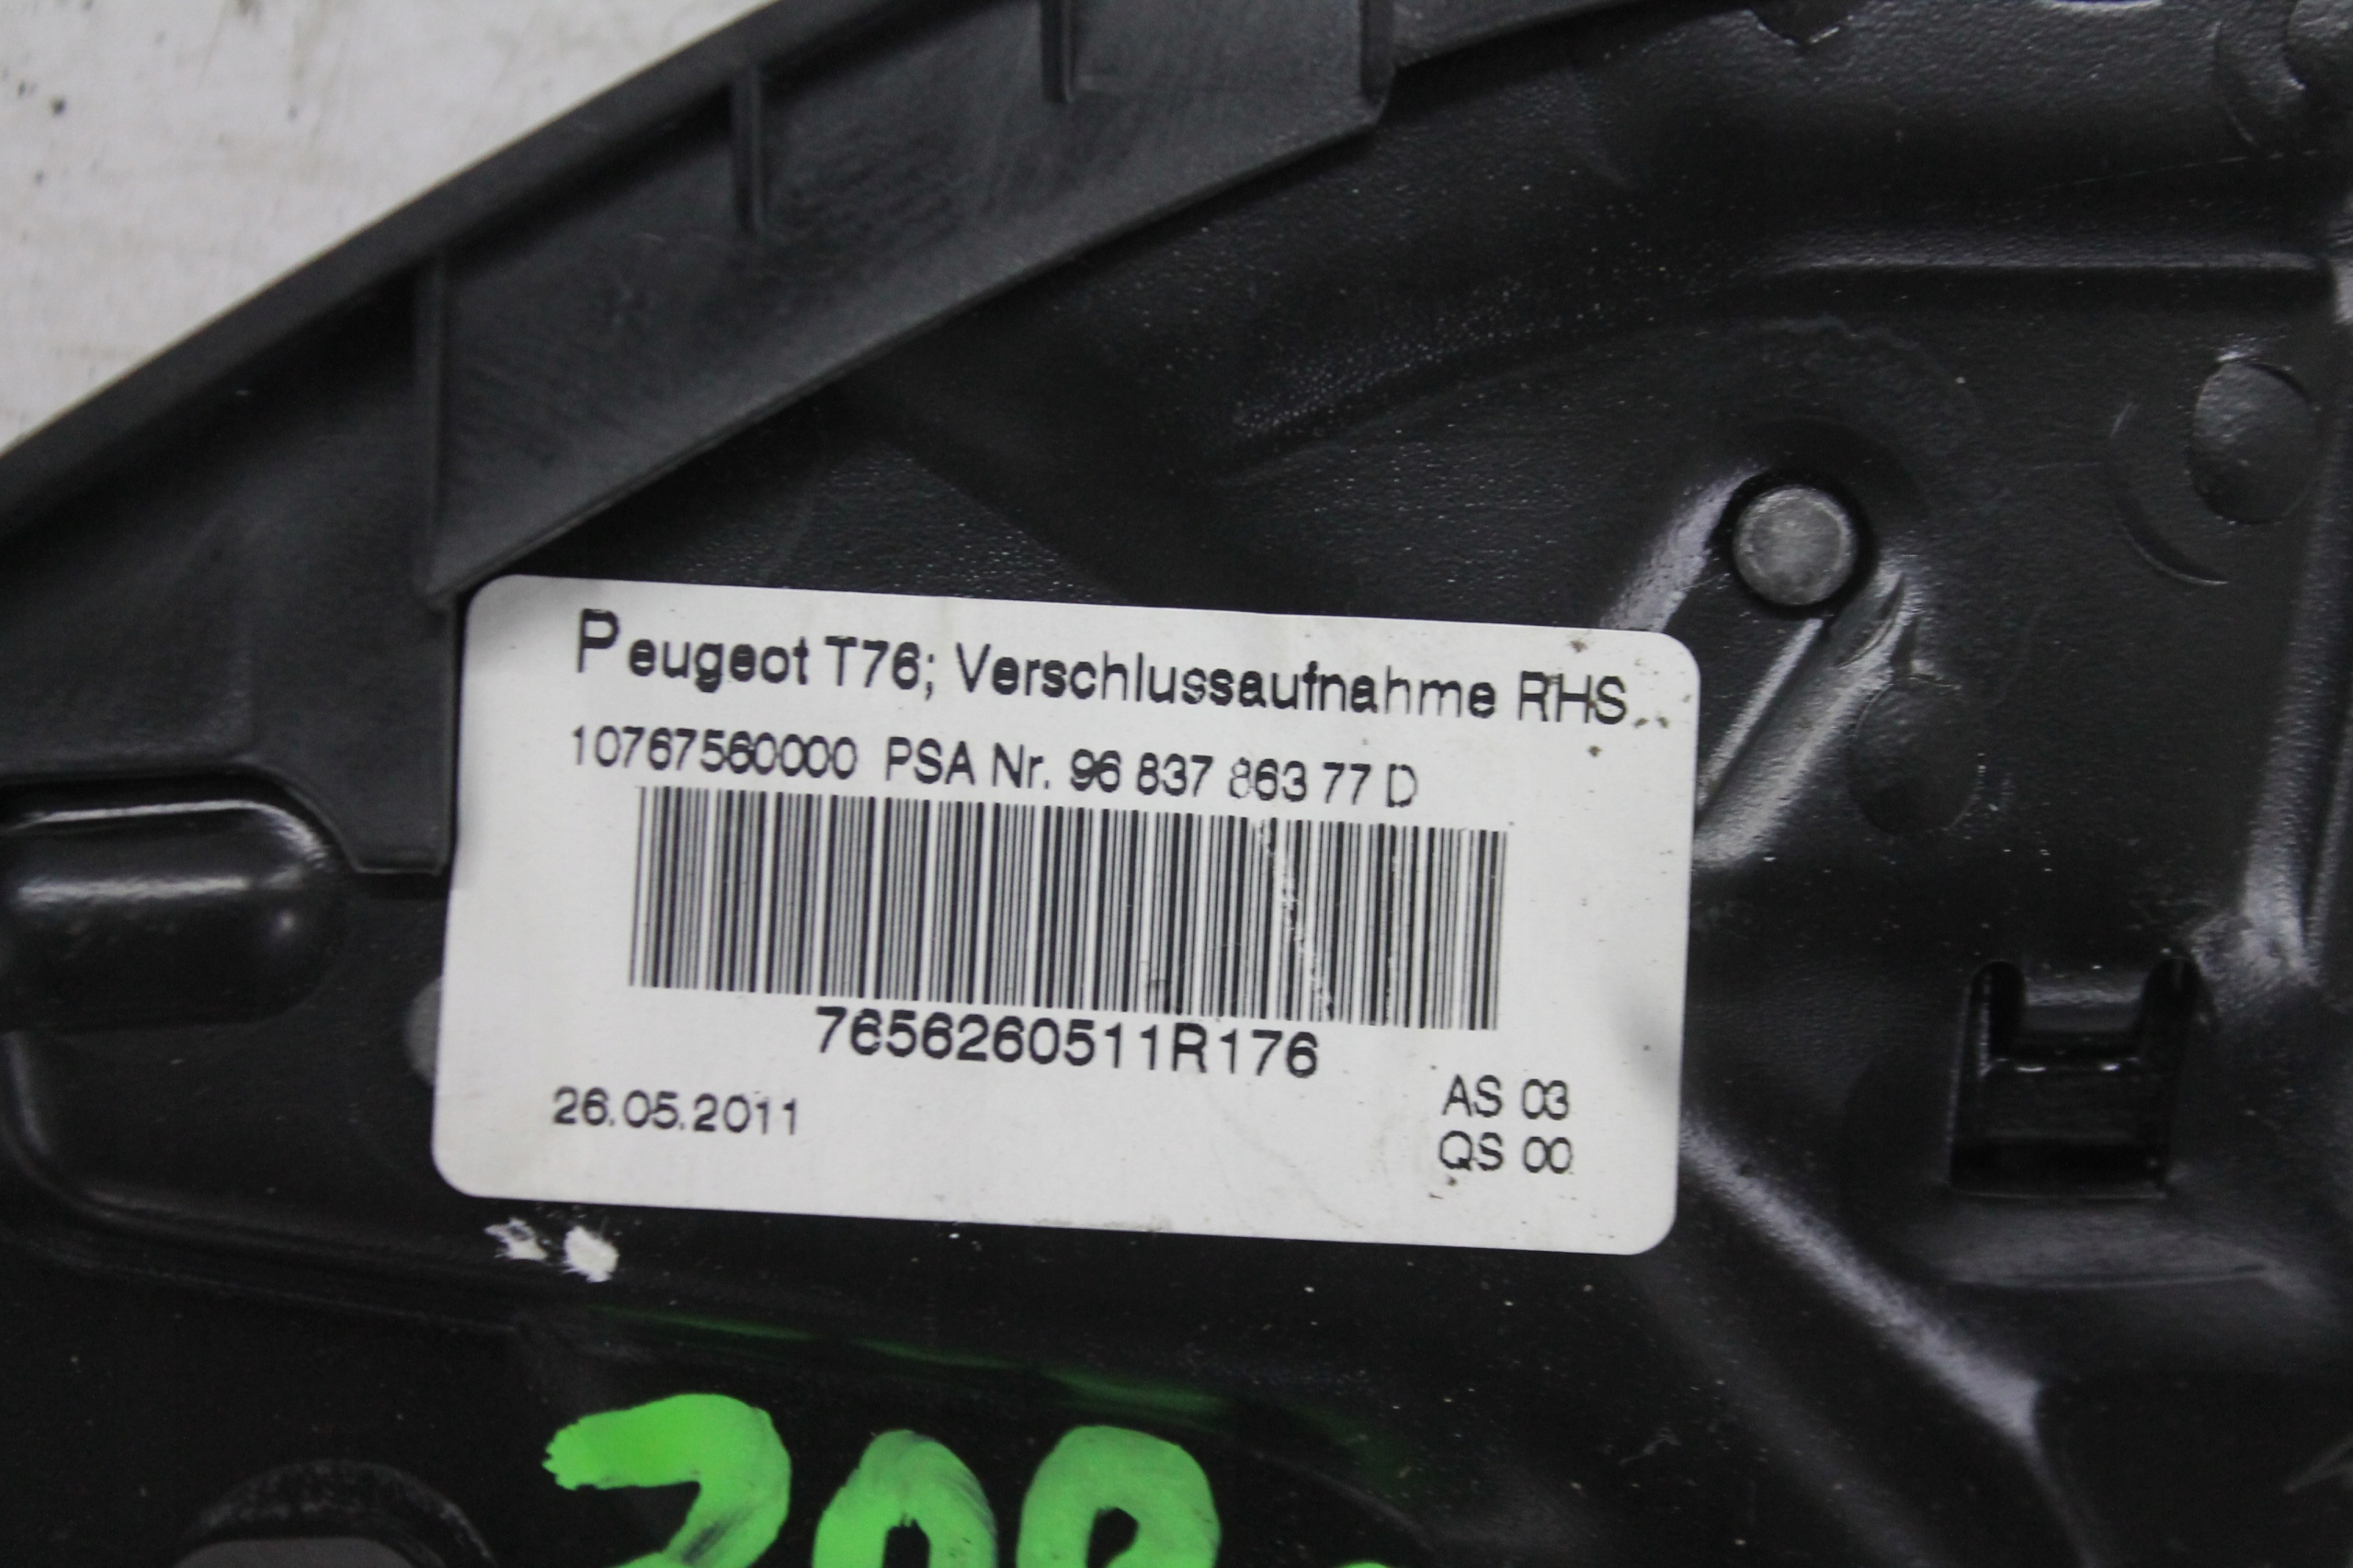 Peugeot T76; Verschlussaufnahme RHS
10767560000 PSA Nr. 96 837 863 77 D
7656260511R176
26.05.2011
AS 03
QS 00